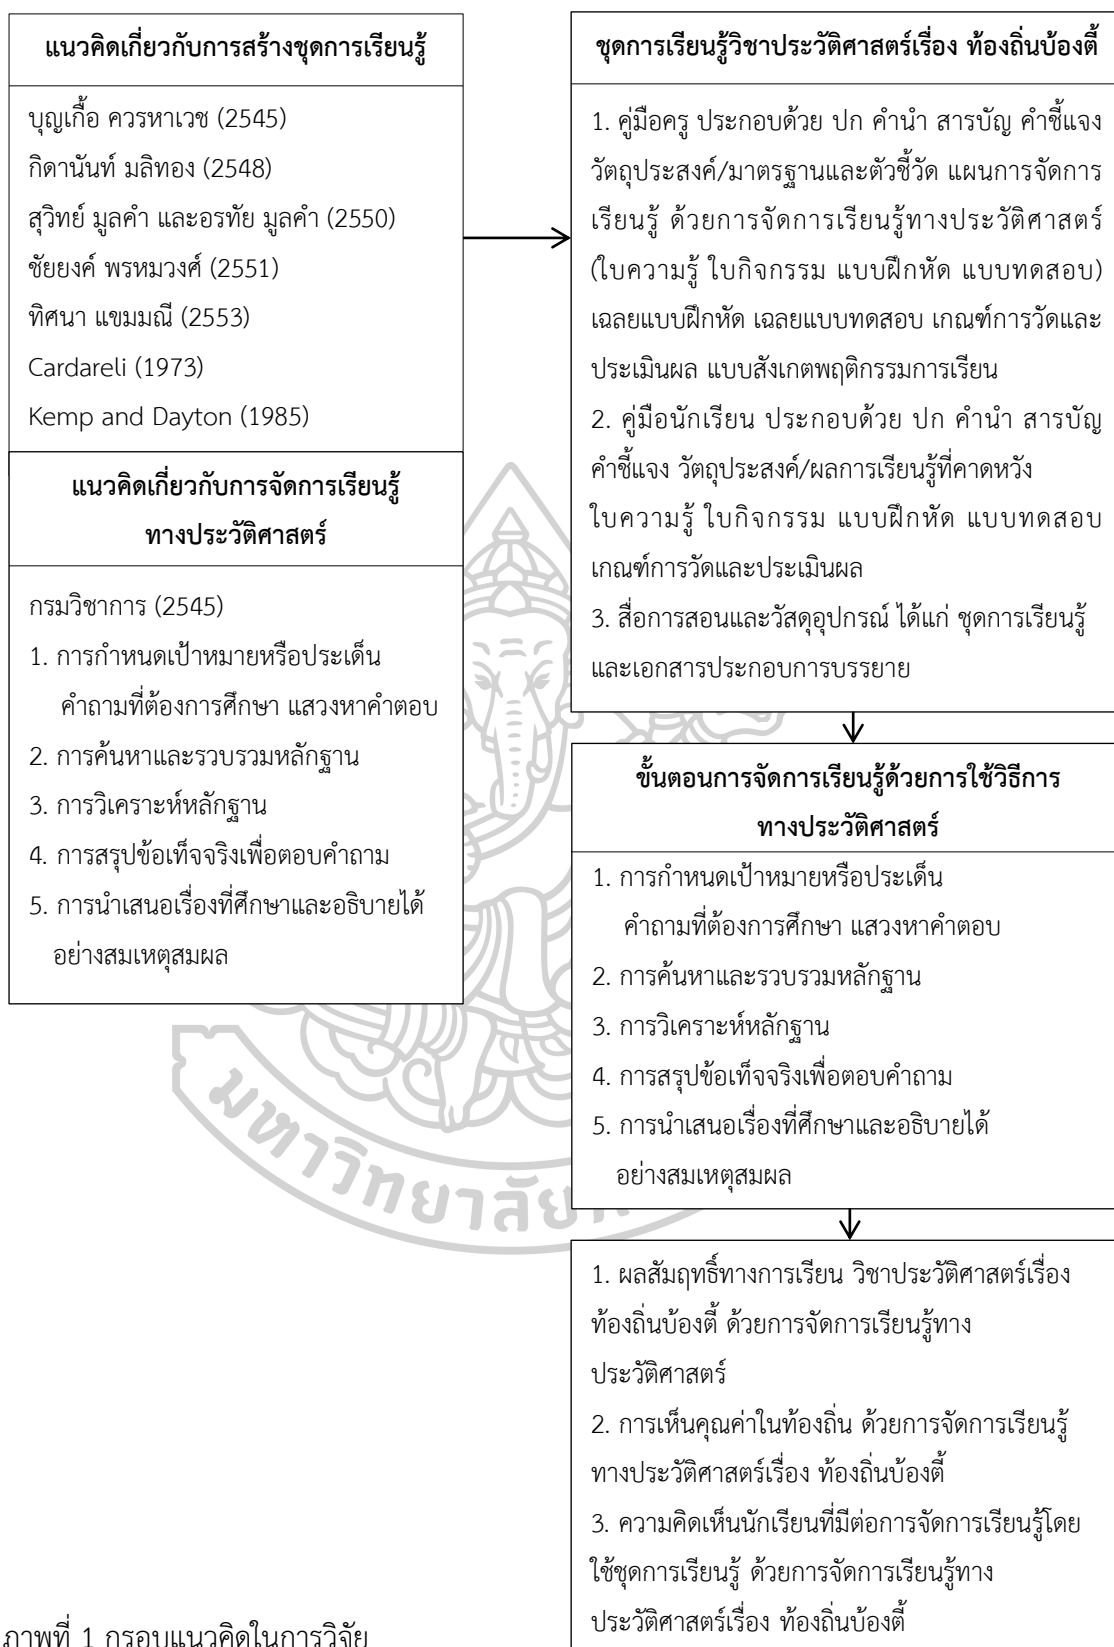 แนวคิดเกี่ยวกับการสร้างชุดการเรียนรู้
บุญเกื้อ ควรหาเวช (2545)
กิดานันท์ มลิทอง (2548)
สุวิทย์ มูลคำ และอรทัย มูลคำ (2550)
ชัยยงค์ พรหมวงศ์ (2551)
ทิศนา แขมมณี (2553)
Cardareli (1973)
Kemp and Dayton (1985)
แนวคิดเกี่ยวกับการจัดการเรียนรู้
ทางประวัติศาสตร์
กรมวิชาการ (2545)
1. การกำหนดเป้าหมายหรือประเด็น
คำถามที่ต้องการศึกษา แสวงหาคำตอบ
2. การค้นหาและรวบรวมหลักฐาน
3. การวิเคราะห์หลักฐาน
4. การสรุปข้อเท็จจริงเพื่อตอบคำถาม
5. การนำเสนอเรื่องที่ศึกษาและอธิบายได้
อย่างสมเหตุสมผล
ชุดการเรียนรู้วิชาประวัติศาสตร์เรื่อง ท้องถิ่นบ้องตี้
1. คู่มือครู ประกอบด้วย ปก คำนำ สารบัญ คำชี้แจง
วัตถุประสงค์/มาตรฐานและตัวชี้วัด แผนการจัดการ
เรียนรู้ ด้วยการจัดการเรียนรู้ทางประวัติศาสตร์
(ใบความรู้ ใบกิจกรรม แบบฝึกหัด แบบทดสอบ)
เฉลยแบบฝึกหัด เฉลยแบบทดสอบ เกณฑ์การวัดและ
ประเมินผล แบบสังเกตพฤติกรรมการเรียน
2. คู่มือนักเรียน ประกอบด้วย ปก คำนำ สารบัญ
คำชี้แจง วัตถุประสงค์/ผลการเรียนรู้ที่คาดหวัง
ใบความรู้ ใบกิจกรรม แบบฝึกหัด แบบทดสอบ
เกณฑ์การวัดและประเมินผล
3. สื่อการสอนและวัสดุอุปกรณ์ ได้แก่ ชุดการเรียนรู้
และเอกสารประกอบการบรรยาย
ขั้นตอนการจัดการเรียนรู้ด้วยการใช้วิธีการ
ทางประวัติศาสตร์
1. การกำหนดเป้าหมายหรือประเด็น
คำถามที่ต้องการศึกษา แสวงหาคำตอบ
2. การค้นหาและรวบรวมหลักฐาน
3. การวิเคราะห์หลักฐาน
4. การสรุปข้อเท็จจริงเพื่อตอบคำถาม
5. การนำเสนอเรื่องที่ศึกษาและอธิบายได้
อย่างสมเหตุสมผล
1. ผลสัมฤทธิ์ทางการเรียน วิชาประวัติศาสตร์เรื่อง
ท้องถิ่นบ้องตี้ ด้วยการจัดการเรียนรู้ทาง
ประวัติศาสตร์
2. การเห็นคุณค่าในท้องถิ่น ด้วยการจัดการเรียนรู้
ทางประวัติศาสตร์เรื่อง ท้องถิ่นบ้องตี้
3. ความคิดเห็นนักเรียนที่มีต่อการจัดการเรียนรู้โดย
ใช้ชุดการเรียนรู้ ด้วยการจัดการเรียนรู้ทาง
ประวัติศาสตร์เรื่อง ท้องถิ่นบ้องตี้
มหาวิทยาลัย
ภาพที่ 1 กรอบแนวคิดในการวิจัย